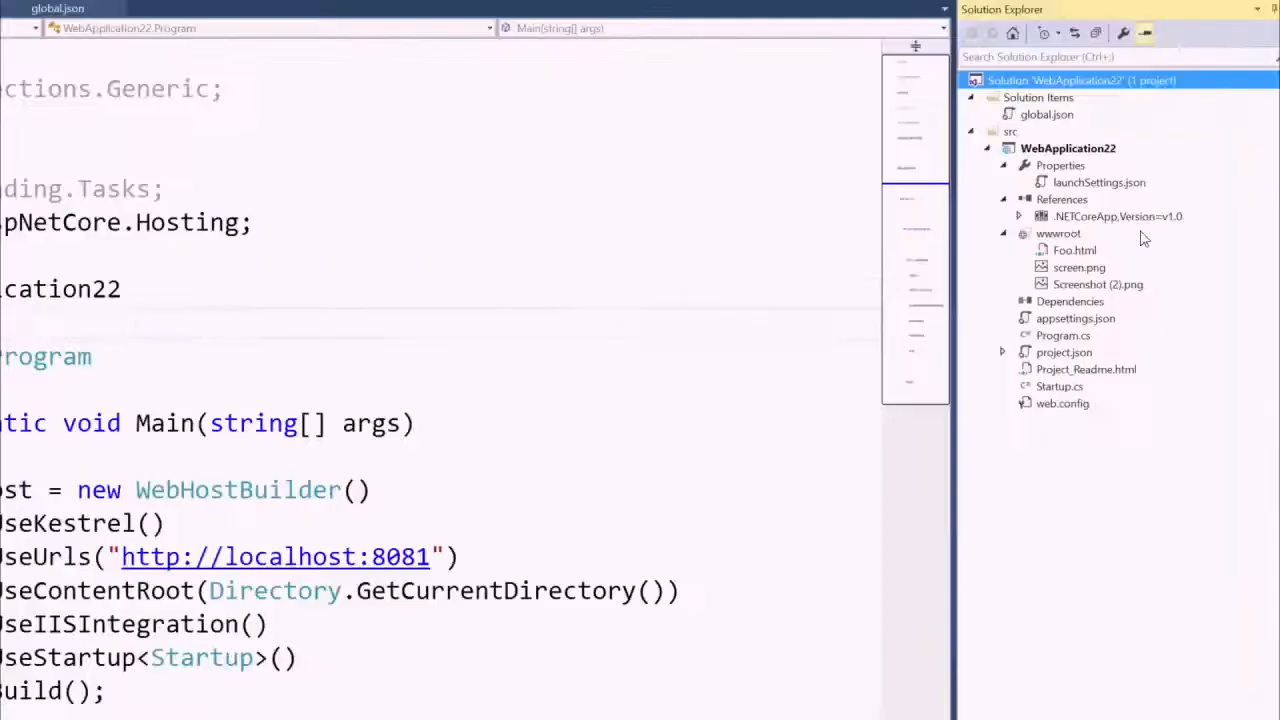 global.json
WebApplication22.Program
Main(string[] args)
ctions.Generic;
ding.Tasks;
pNetCore.Hosting;
ication22
rogram
atic void Main(string[] args)
ost = new WebHostBuilder()
UseKestrel()
UseUrls("http://localhost:8081")
UseContentRoot(Directory.GetCurrentDirectory())
UseIISIntegration()
UseStartup<Startup>()
Build();
Solution Explorer
Search Solution Explorer (Ctrl+;)
Solution 'WebApplication22' (1 project)
Solution Items
global.json
src
WebApplication22
Properties
launchSettings.json
References
.NETCoreApp,Version=v1.0
wwwroot
Foo.html
screen.png
Screenshot (2).png
Dependencies
appsettings.json
Program.cs
project.json
Project_Readme.html
Startup.cs
web.config